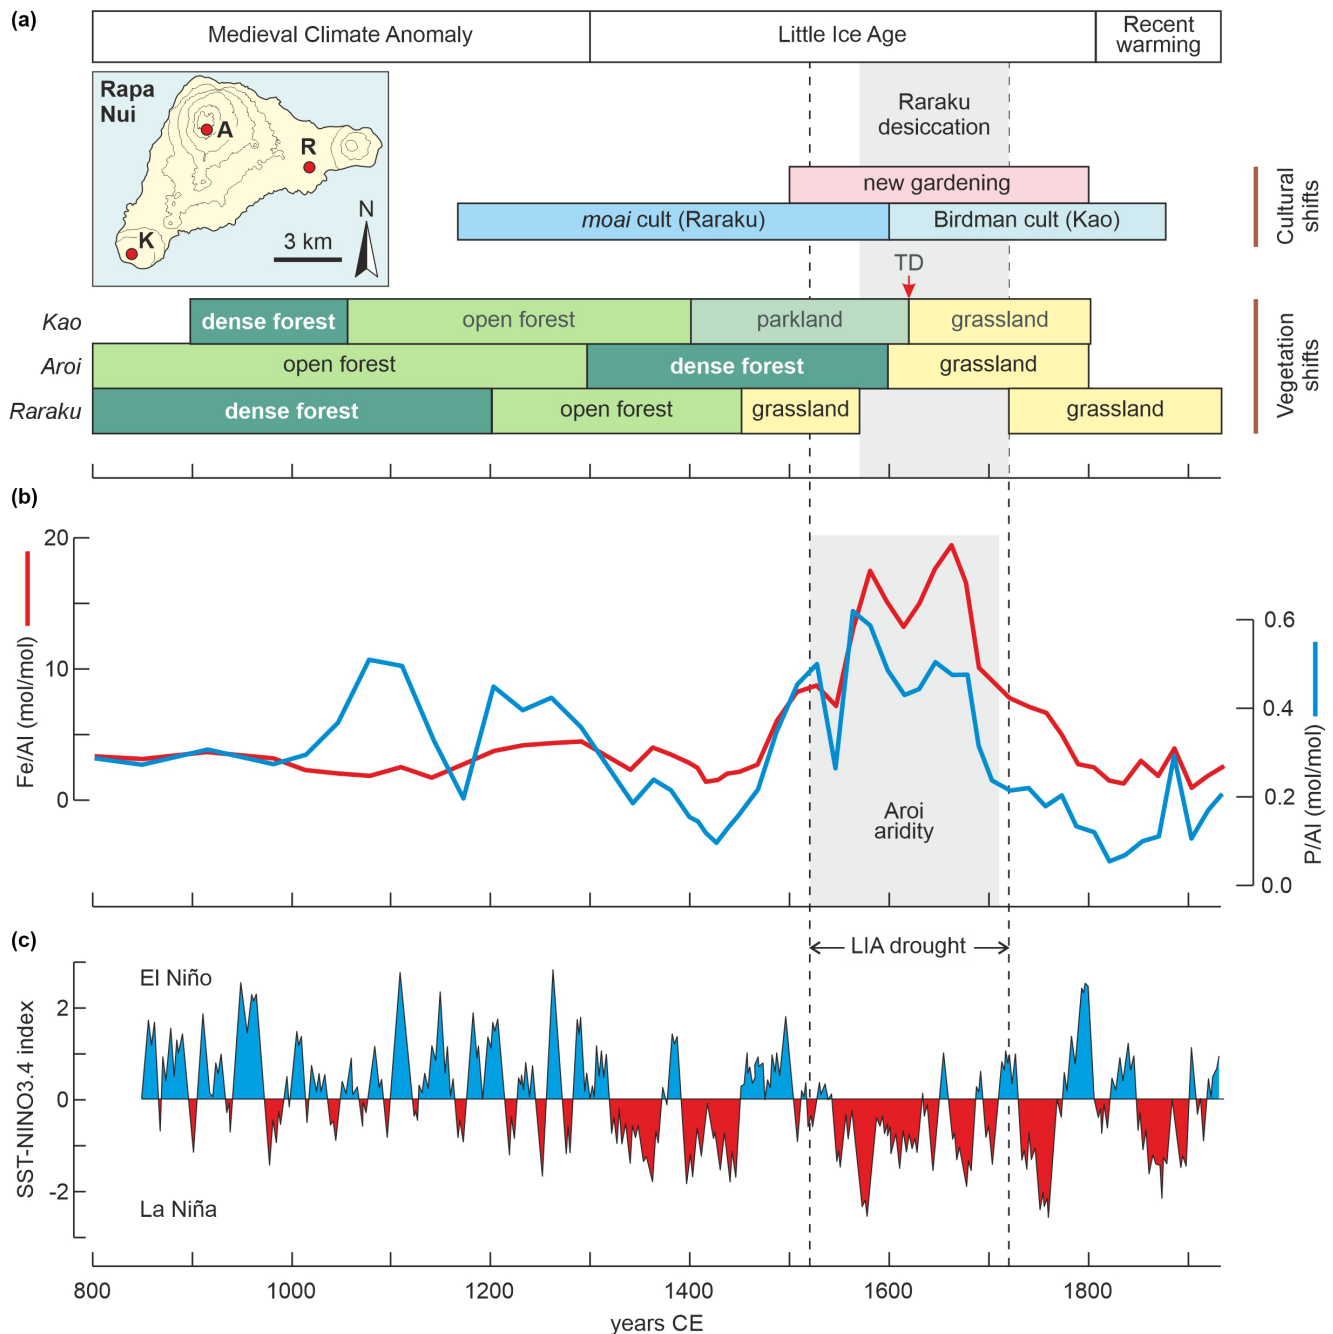 (a)
Medieval Climate Anomaly
Little Ice Age
Recent
warming
Rapa
Nui
A
R
K
N
3 km
Raraku
desiccation
new gardening
moai cult (Raraku)
Birdman cult (Kao)
Cultural
shifts
TD
Kao
dense forest
open forest
parkland
grassland
Aroi
open forest
dense forest
grassland
Raraku
dense forest
open forest
grassland
grassland
Vegetation
shifts
(b)
20
10
0
Fe/Al (mol/mol)
0.6
0.4
0.2
0.0
P/Al (mol/mol)
Aroi
aridity
(c)
LIA drought
El Niño
La Niña
2
0
-2
SST-NINO3.4 index
800
1000
1200
1400
1600
1800
years CE